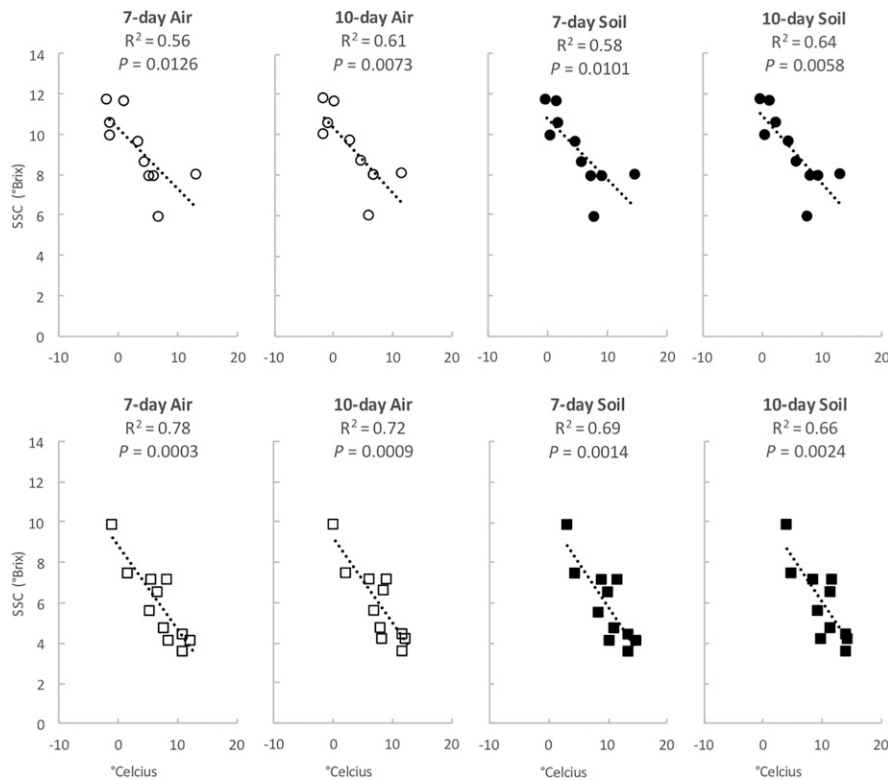 7-day Air
R² = 0.56
P = 0.0126
10-day Air
R² = 0.61
P = 0.0073
7-day Soil
R² = 0.58
P = 0.0101
10-day Soil
R² = 0.64
P = 0.0058
SSC (°Brix)
14
12
10
8
6
4
2
0
-10 0 10 20
-10 0 10 20
-10 0 10 20
-10 0 10 20
7-day Air
R² = 0.78
P = 0.0003
10-day Air
R² = 0.72
P = 0.0009
7-day Soil
R² = 0.69
P = 0.0014
10-day Soil
R² = 0.66
P = 0.0024
SSC (°Brix)
14
12
10
8
6
4
2
0
-10 0 10 20
-10 0 10 20
-10 0 10 20
-10 0 10 20
°Celcius
°Celcius
°Celcius
°Celcius